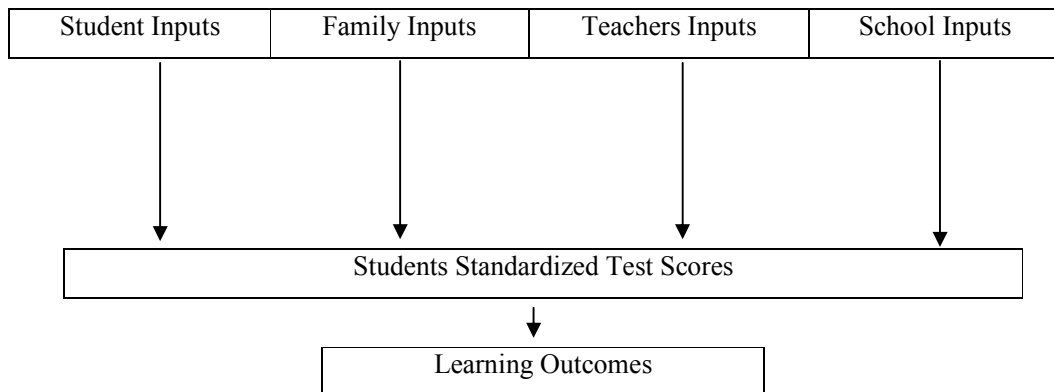 Student Inputs
Family Inputs
Teachers Inputs
School Inputs
Students Standardized Test Scores
Learning Outcomes